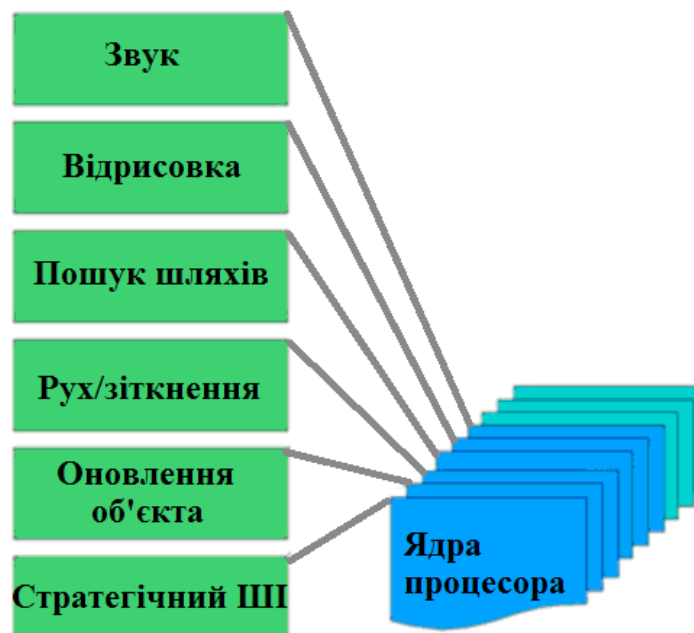 Звук
Відрисовка
Пошук шляхів
Рух/зіткнення
Оновлення
об'єкта
Стратегічний ШІ
Ядра
процесора